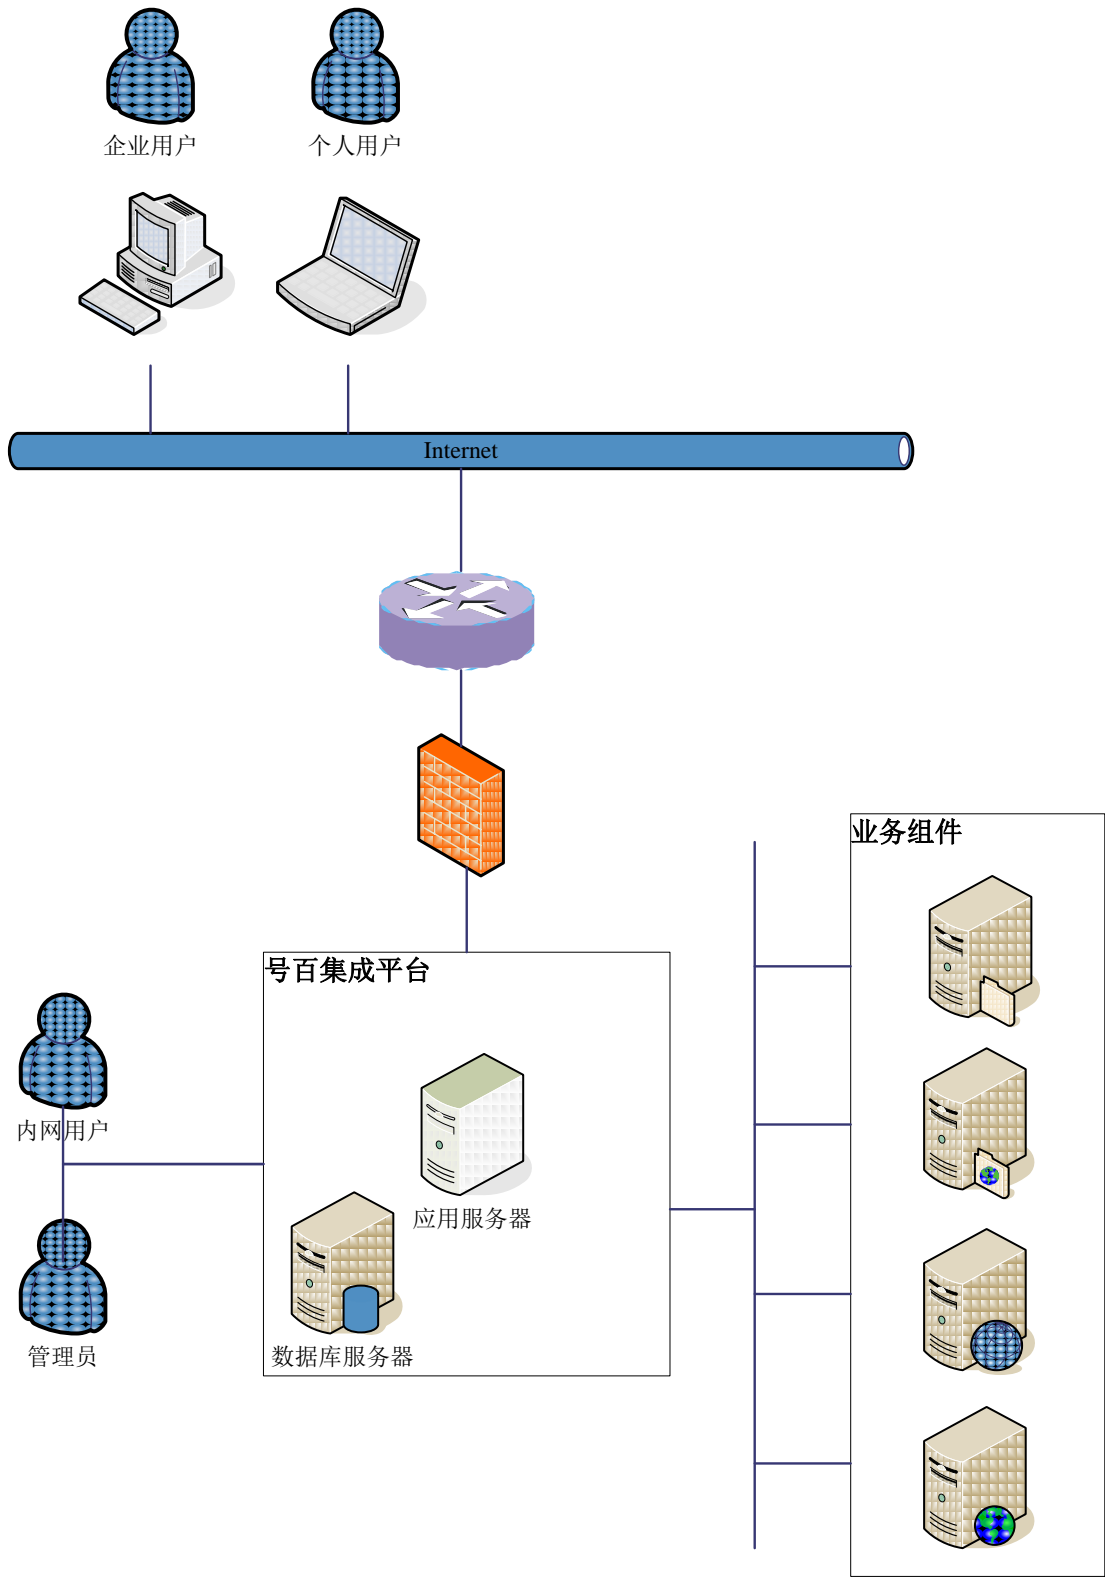 企业用户
个人用户
Internet
业务组件
号百集成平台
内网用户
应用服务器
管理员
数据库服务器